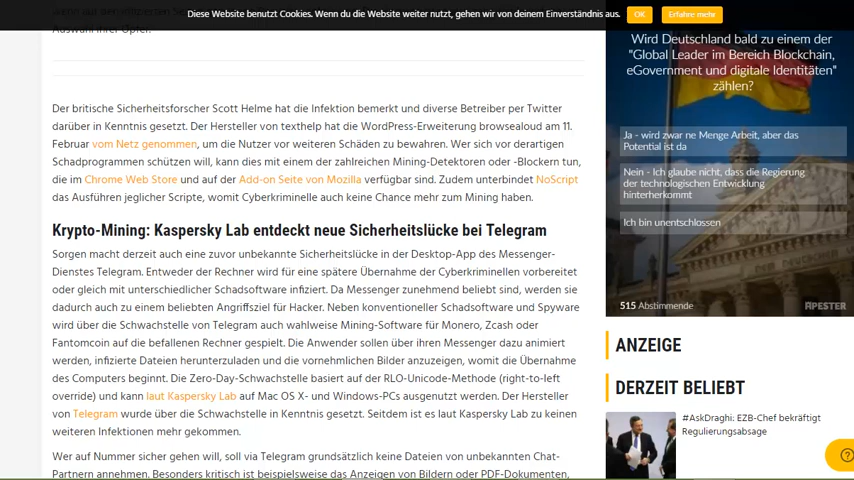 Diese Website benutzt Cookies. Wenn du die Website weiter nutzt, gehen wir von deinem Einverständnis aus.
OK
Erfahre mehr
Auswahl ihrer Opfer.
Der britische Sicherheitsforscher Scott Helme hat die Infektion bemerkt und diverse Betreiber per Twitter
darüber in Kenntnis gesetzt. Der Hersteller von texthelp hat die WordPress-Erweiterung browsealoud am 11.
Februar vom Netz genommen, um die Nutzer vor weiteren Schäden zu bewahren. Wer sich vor derartigen
Schadprogrammen schützen will, kann dies mit einem der zahlreichen Mining-Detektoren oder -Blockern tun,
die im Chrome Web Store und auf der Add-on Seite von Mozilla verfügbar sind. Zudem unterbindet NoScript
das Ausführen jeglicher Scripte, womit Cyberkriminelle auch keine Chance mehr zum Mining haben.
Krypto-Mining: Kaspersky Lab entdeckt neue Sicherheitslücke bei Telegram
Sorgen macht derzeit auch eine zuvor unbekannte Sicherheitslücke in der Desktop-App des Messenger-
Dienstes Telegram. Entweder der Rechner wird für eine spätere Übernahme der Cyberkriminellen vorbereitet
oder gleich mit unterschiedlicher Schadsoftware infiziert. Da Messenger zunehmend beliebt sind, werden sie
dadurch auch zu einem beliebten Angriffsziel für Hacker. Neben konventioneller Schadsoftware und Spyware
wird über die Schwachstelle von Telegram auch wahlweise Mining-Software für Monero, Zcash oder
Fantomcoin auf die befallenen Rechner gespielt. Die Anwender sollen über ihren Messenger dazu animiert
werden, infizierte Dateien herunterzuladen und die vornehmlichen Bilder anzuzeigen, womit die Übernahme
des Computers beginnt. Die Zero-Day-Schwachstelle basiert auf der RLO-Unicode-Methode (right-to-left
override) und kann laut Kaspersky Lab auf Mac OS X- und Windows-PCs ausgenutzt werden. Der Hersteller
von Telegram wurde über die Schwachstelle in Kenntnis gesetzt. Seitdem ist es laut Kaspersky Lab zu keinen
weiteren Infektionen mehr gekommen.
Wer auf Nummer sicher gehen will, soll via Telegram grundsätzlich keine Dateien von unbekannten Chat-
Partnern annehmen. Besonders kritisch ist beispielsweise das Anzeigen von Bildern oder PDF-Dokumenten,
Wird Deutschland bald zu einem der
"Global Leader im Bereich Blockchain,
eGovernment und digitale Identitäten"
zählen?
Ja - wird zwar ne Menge Arbeit, aber das
Potential ist da
Nein - Ich glaube nicht, dass die Regierung
der technologischen Entwicklung
hinterherkommt
Ich bin unentschlossen
515 Abstimmende
APESTER
ANZEIGE
DERZEIT BELIEBT
#AskDraghi: EZB-Chef bekräftigt
Regulierungsabsage